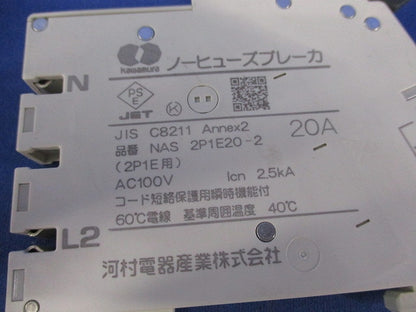 Kawamura ノーヒューズブレーカ
N
PS
E
JET
K
JIS C8211 Annex2 20A
品番 NAS 2P1E20-2
(2P1E用)
AC100V Icn 2.5kA
コード短絡保護用瞬時機能付
60℃電線 基準周囲温度 40℃
L2
河村電器産業株式会社